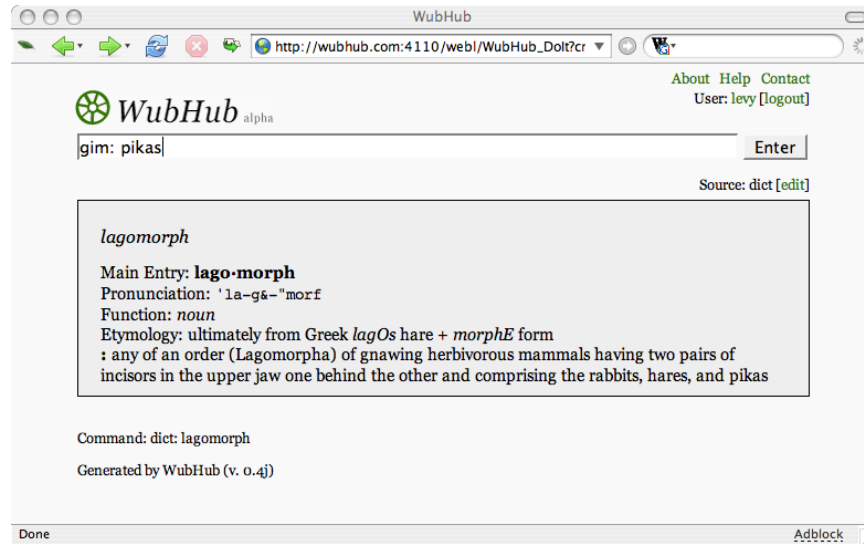 WubHub
http://wubhub.com:4110/webl/WubHub_DoIt?cr
About Help Contact
User: levy [logout]
WubHub alpha
gim: pikas
Enter
Source: dict [edit]
lagomorph
Main Entry: lago·morph
Pronunciation: 'la-g&-"morf
Function: noun
Etymology: ultimately from Greek lagOs hare + morphE form
: any of an order (Lagomorpha) of gnawing herbivorous mammals having two pairs of
incisors in the upper jaw one behind the other and comprising the rabbits, hares, and pikas
Command: dict: lagomorph
Generated by WubHub (v. 0.4j)
Done Adblock